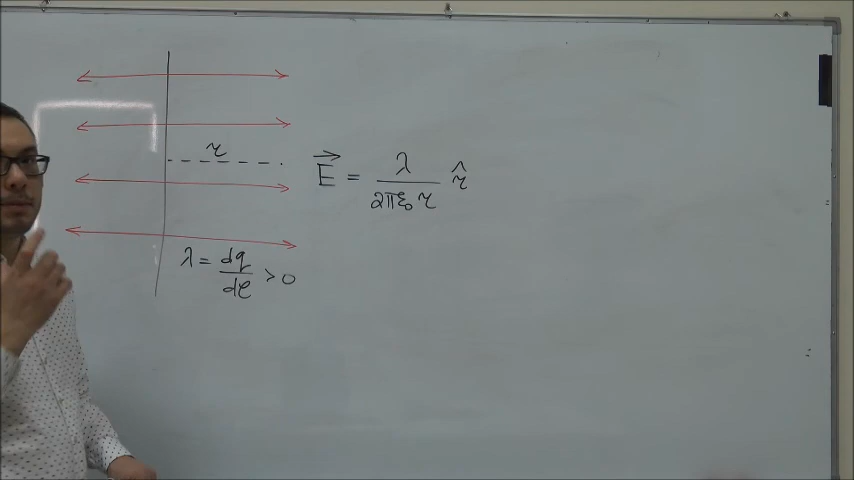 r
E⃗ = λ / 2πε₀r r̂
λ = dq / dℓ > 0